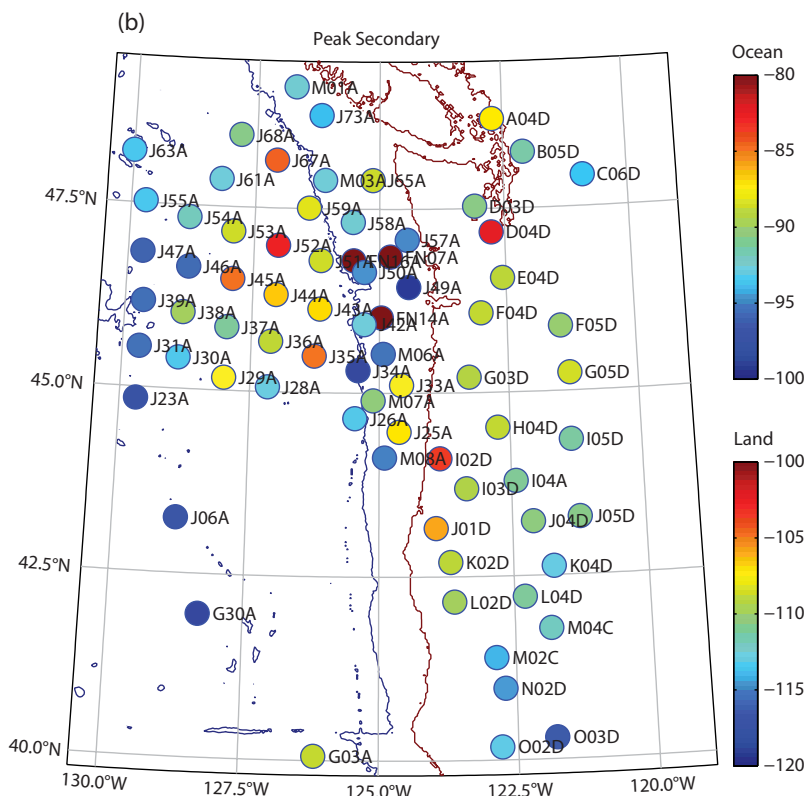 (b)
Peak Secondary
Ocean
M01A
−80
J73A
A04D
J68A
J63A
B05D
J67A
−85
C06D
J61A
M03A
J65A
47.5°N
J55A
J59A
D03D
J54A
J58A
−90
J53A
D04D
J52A
J57A
J47A
J51A
FN16A
FN07A
J46A
J50A
E04D
J45A
J49A
−95
J39A
J44A
J38A
J43A
F04D
J37A
J42A
FN14A
F05D
J31A
J36A
J30A
J35A
M06A
−100
45.0°N
J29A
J34A
G03D
G05D
J28A
J33A
J23A
M07A
J26A
H04D
J25A
I05D
Land
M08A
I02D
−100
I04A
I03D
J06A
J04D
J05D
J01D
−105
42.5°N
K02D
K04D
L02D
L04D
−110
G30A
M04C
M02C
N02D
−115
O03D
40.0°N
G03A
O02D
−120
130.0°W
127.5°W
125.0°W
122.5°W
120.0°W